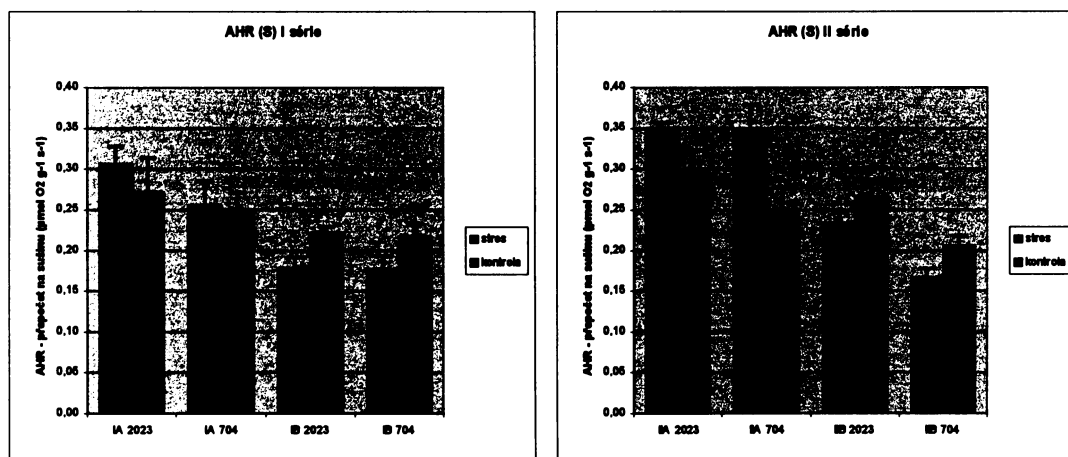 AHR (S) I série
AHR - přepočet na sušinu (pmol O2 g-1 s-1)
0,40
0,35
0,30
0,25
0,20
0,15
0,10
0,05
0,00
IA 2023
IA 704
IB 2023
IB 704
stres
kontrola
AHR (S) II série
AHR - přepočet na sušinu (pmol O2 g-1 s-1)
0,40
0,35
0,30
0,25
0,20
0,15
0,10
0,05
0,00
IIA 2023
IIA 704
IIB 2023
IIB 704
stres
kontrola